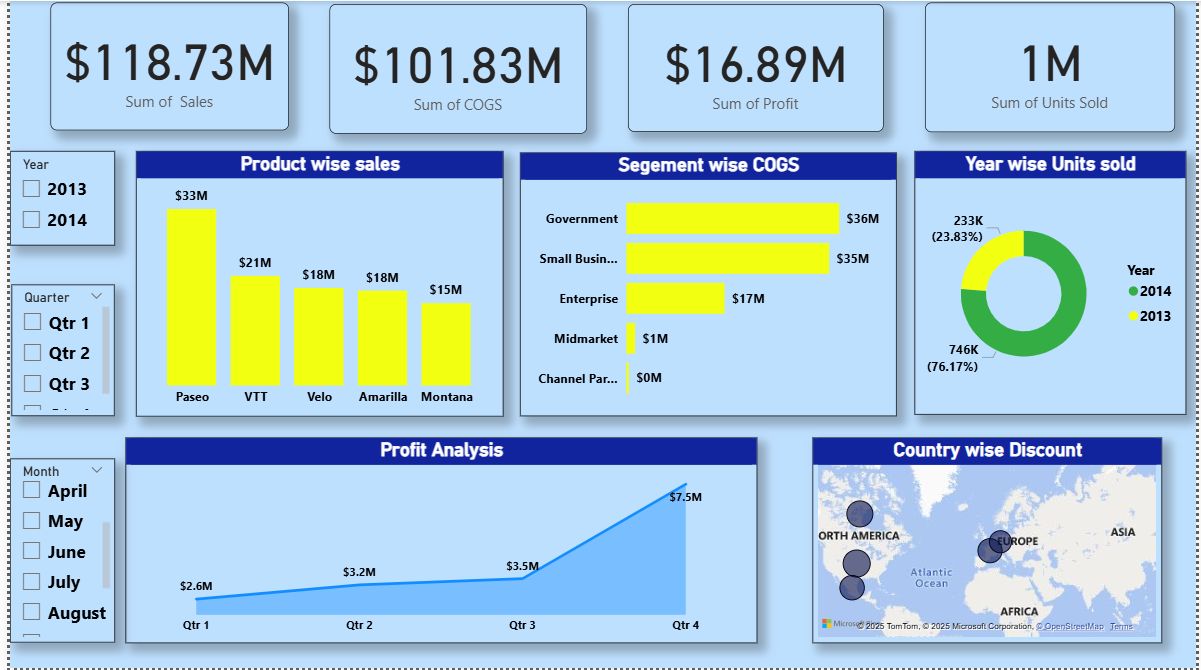 $118.73M
Sum of Sales
$101.83M
Sum of COGS
$16.89M
Sum of Profit
1M
Sum of Units Sold
Year
2013
2014
Quarter
Qtr 1
Qtr 2
Qtr 3
Month
April
May
June
July
August
Product wise sales
$33M
$21M
$18M
$18M
$15M
Paseo
VTT
Velo
Amarilla
Montana
Segement wise COGS
Government
$36M
Small Busin...
$35M
Enterprise
$17M
Midmarket
$1M
Channel Par...
$0M
Year wise Units sold
233K
(23.83%)
746K
(76.17%)
Year
2014
2013
Profit Analysis
$2.6M
$3.2M
$3.5M
$7.5M
Qtr 1
Qtr 2
Qtr 3
Qtr 4
Country wise Discount
ORTH AMERICA
EUROPE
ASIA
Atlantic
Ocean
AFRICA
© 2025 TomTom, © 2025 Microsoft Corporation, © OpenStreetMap Terms